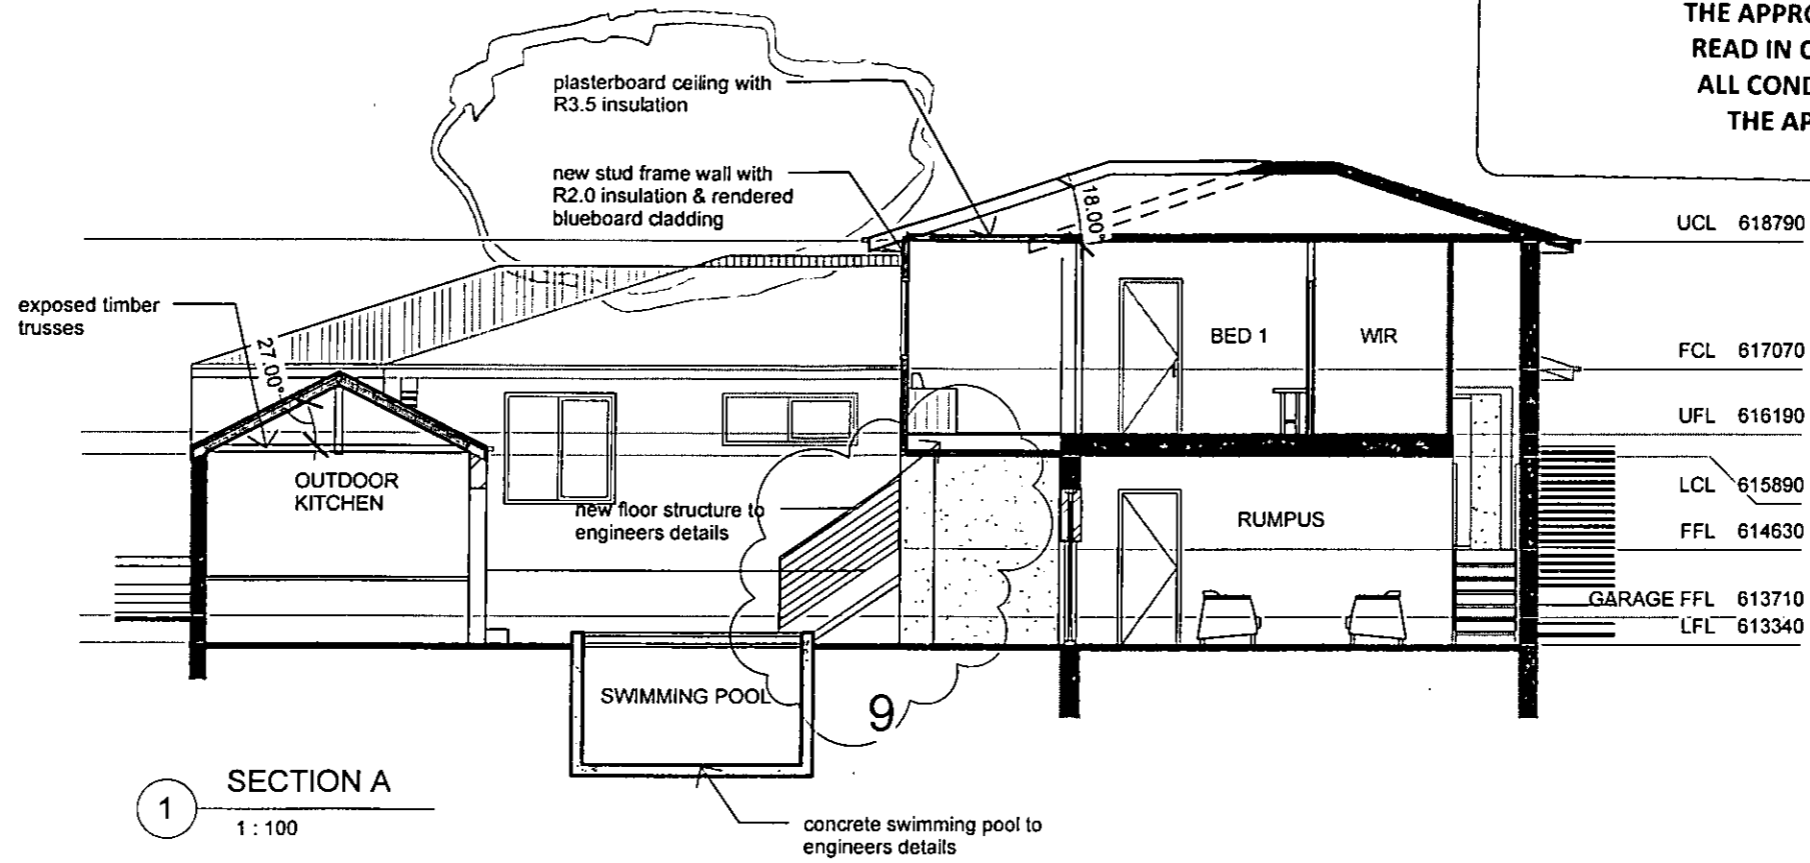 THE APPRO
READ IN C
ALL COND
THE AP
plasterboard ceiling with
R3.5 insulation
new stud frame wall with
R2.0 insulation & rendered
blueboard cladding
18.00°
UCL 618790
exposed timber
trusses
27.00°
BED 1
WIR
FCL 617070
UFL 616190
OUTDOOR
KITCHEN
new floor structure to
engineers details
RUMPUS
LCL 615890
FFL 614630
GARAGE FFL 613710
LFL 613340
SWIMMING POOL
9
1
SECTION A
1 : 100
concrete swimming pool to
engineers details